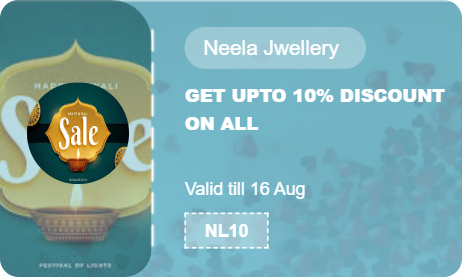 Neela Jwellery
GET UPTO 10% DISCOUNT
ON ALL
Valid till 16 Aug
NL10
Sale
FESTIVAL OF LIGHTS